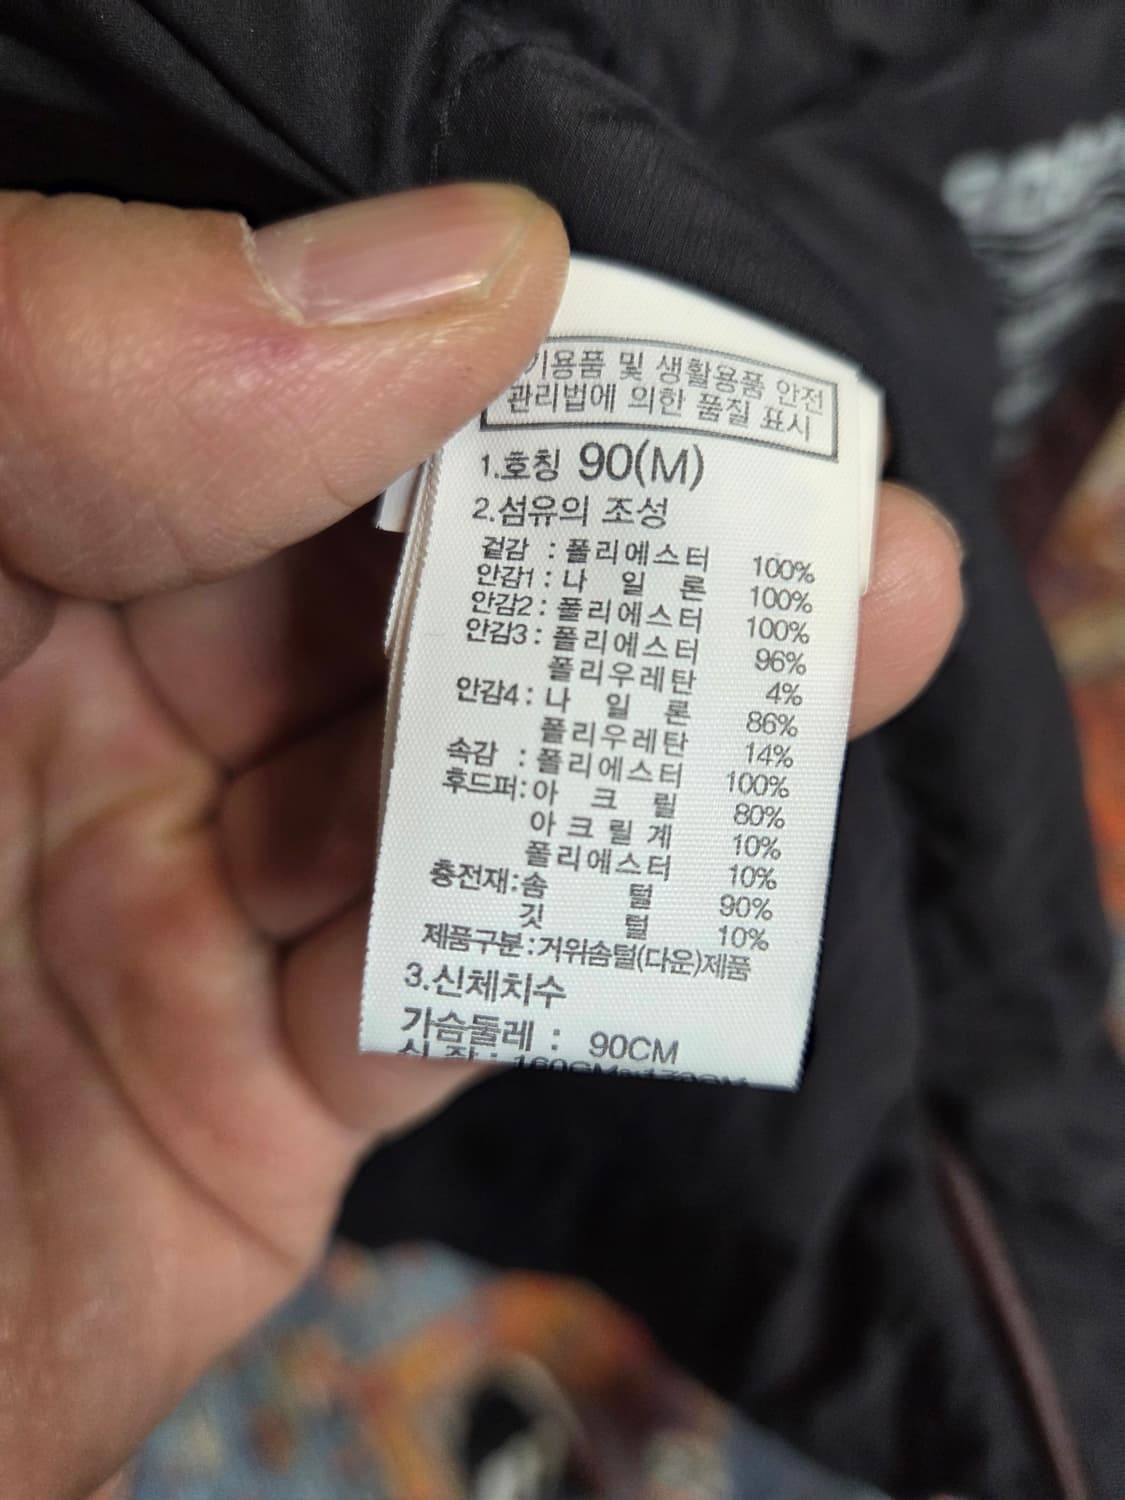 이용품 및 생활용품 안전
관리법에 의한 품질 표시
1.호칭 90(M)
2.섬유의 조성
겉감 : 폴리에스터 100%
안감1 : 나 일 론 100%
안감2 : 폴리에스터 100%
안감3 : 폴리에스터 96%
폴리우레탄 4%
안감4 : 나 일 론 86%
폴리우레탄 14%
속감 : 폴리에스터 100%
후드퍼: 아 크 릴 80%
아 크 릴 계 10%
폴리에스터 10%
충전재: 솜 털 90%
깃 털 10%
제품구분 : 거위솜털(다운)제품
3.신체치수
가슴둘레 : 90CM